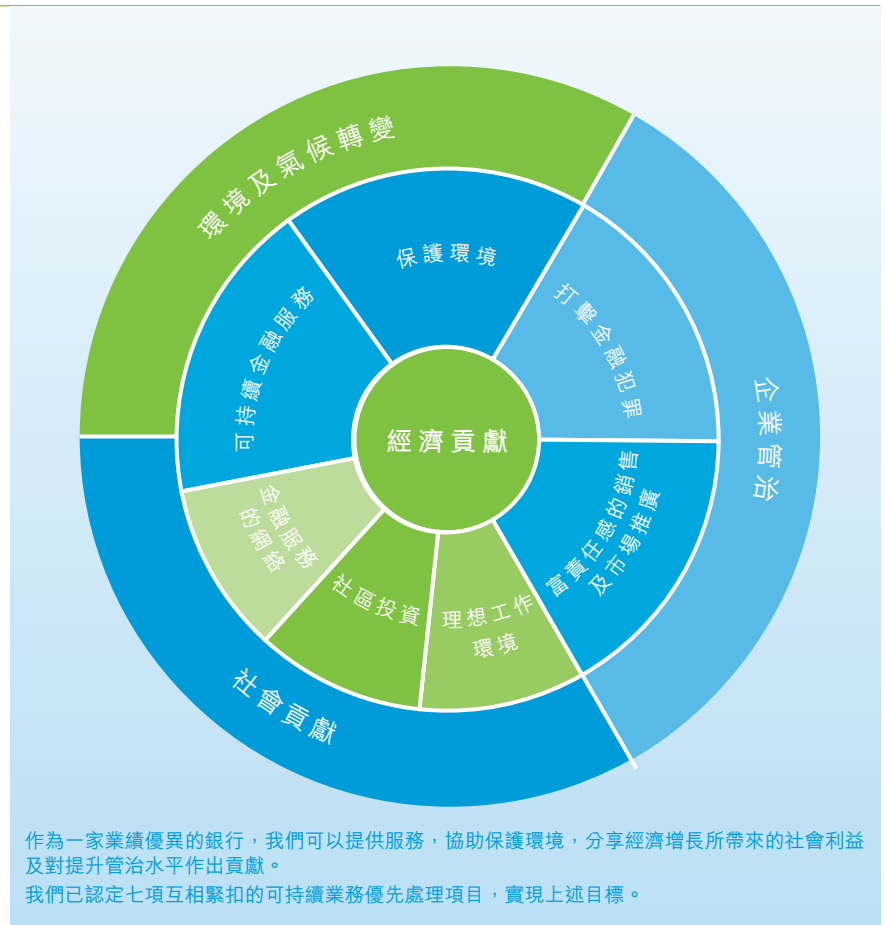 環境及氣候轉變
保護環境
打擊金融犯罪
可持續金融服務
企業管治
經濟貢獻
富責任感的銷售
及市場推廣
金融服務
的網絡
社區投資
理想工作
環境
社會貢獻
作為一家業績優異的銀行，我們可以提供服務，協助保護環境，分享經濟增長所帶來的社會利益
及對提升管治水平作出貢獻。
我們已認定七項互相緊扣的可持續業務優先處理項目，實現上述目標。